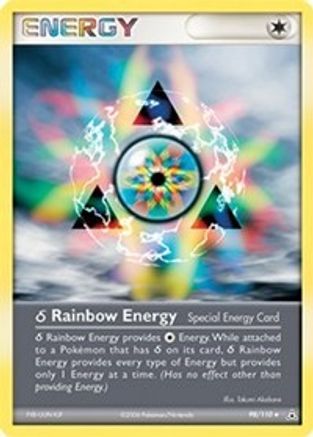 ENERGY
δ Rainbow Energy Special Energy Card
δ Rainbow Energy provides Energy. While attached
to a Pokémon that has δ on its card, δ Rainbow
Energy provides every type of Energy but provides
only 1 Energy at a time. (Has no effect other than
providing Energy.)
Illus. Takumi Akabane
©2006 Pokémon/Nintendo 98/110